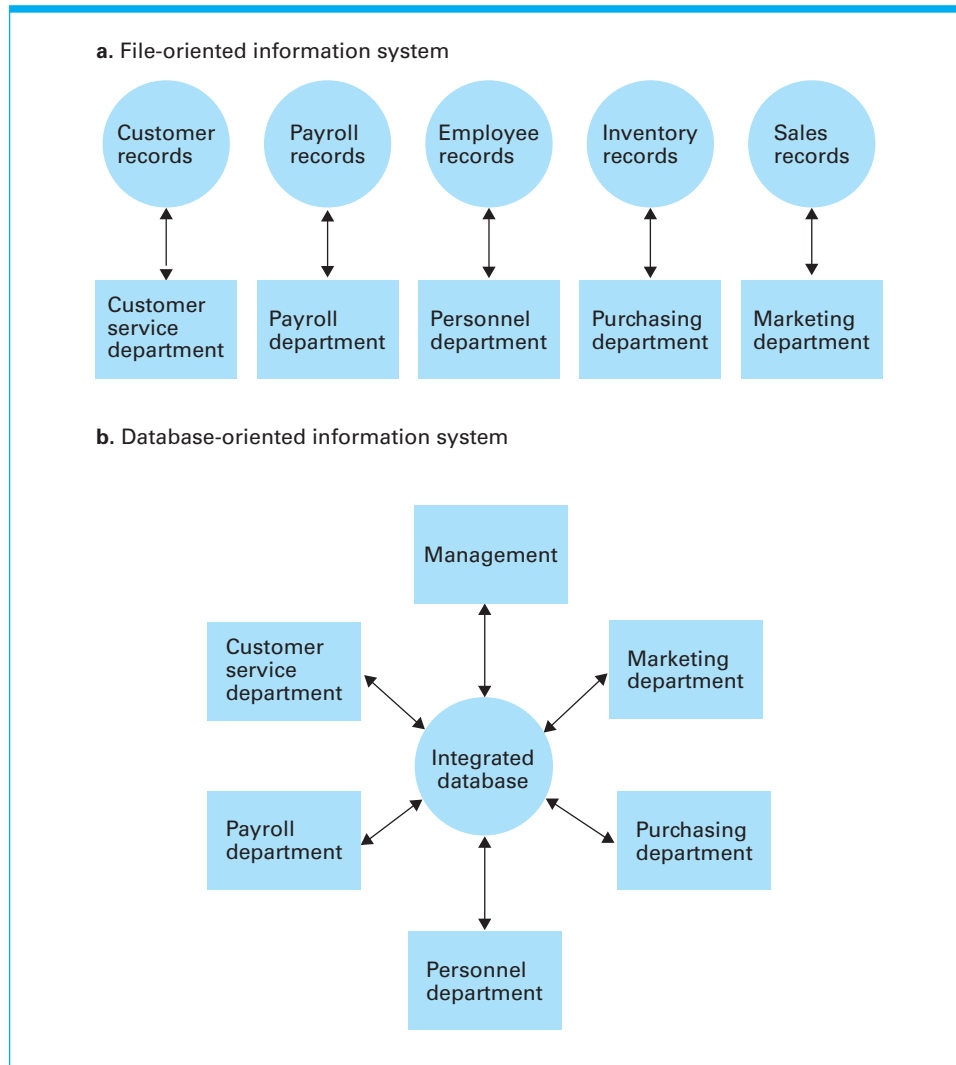 a. File-oriented information system
Customer
records
Payroll
records
Employee
records
Inventory
records
Sales
records
Customer
service
department
Payroll
department
Personnel
department
Purchasing
department
Marketing
department
b. Database-oriented information system
Management
Customer
service
department
Marketing
department
Integrated
database
Payroll
department
Purchasing
department
Personnel
department